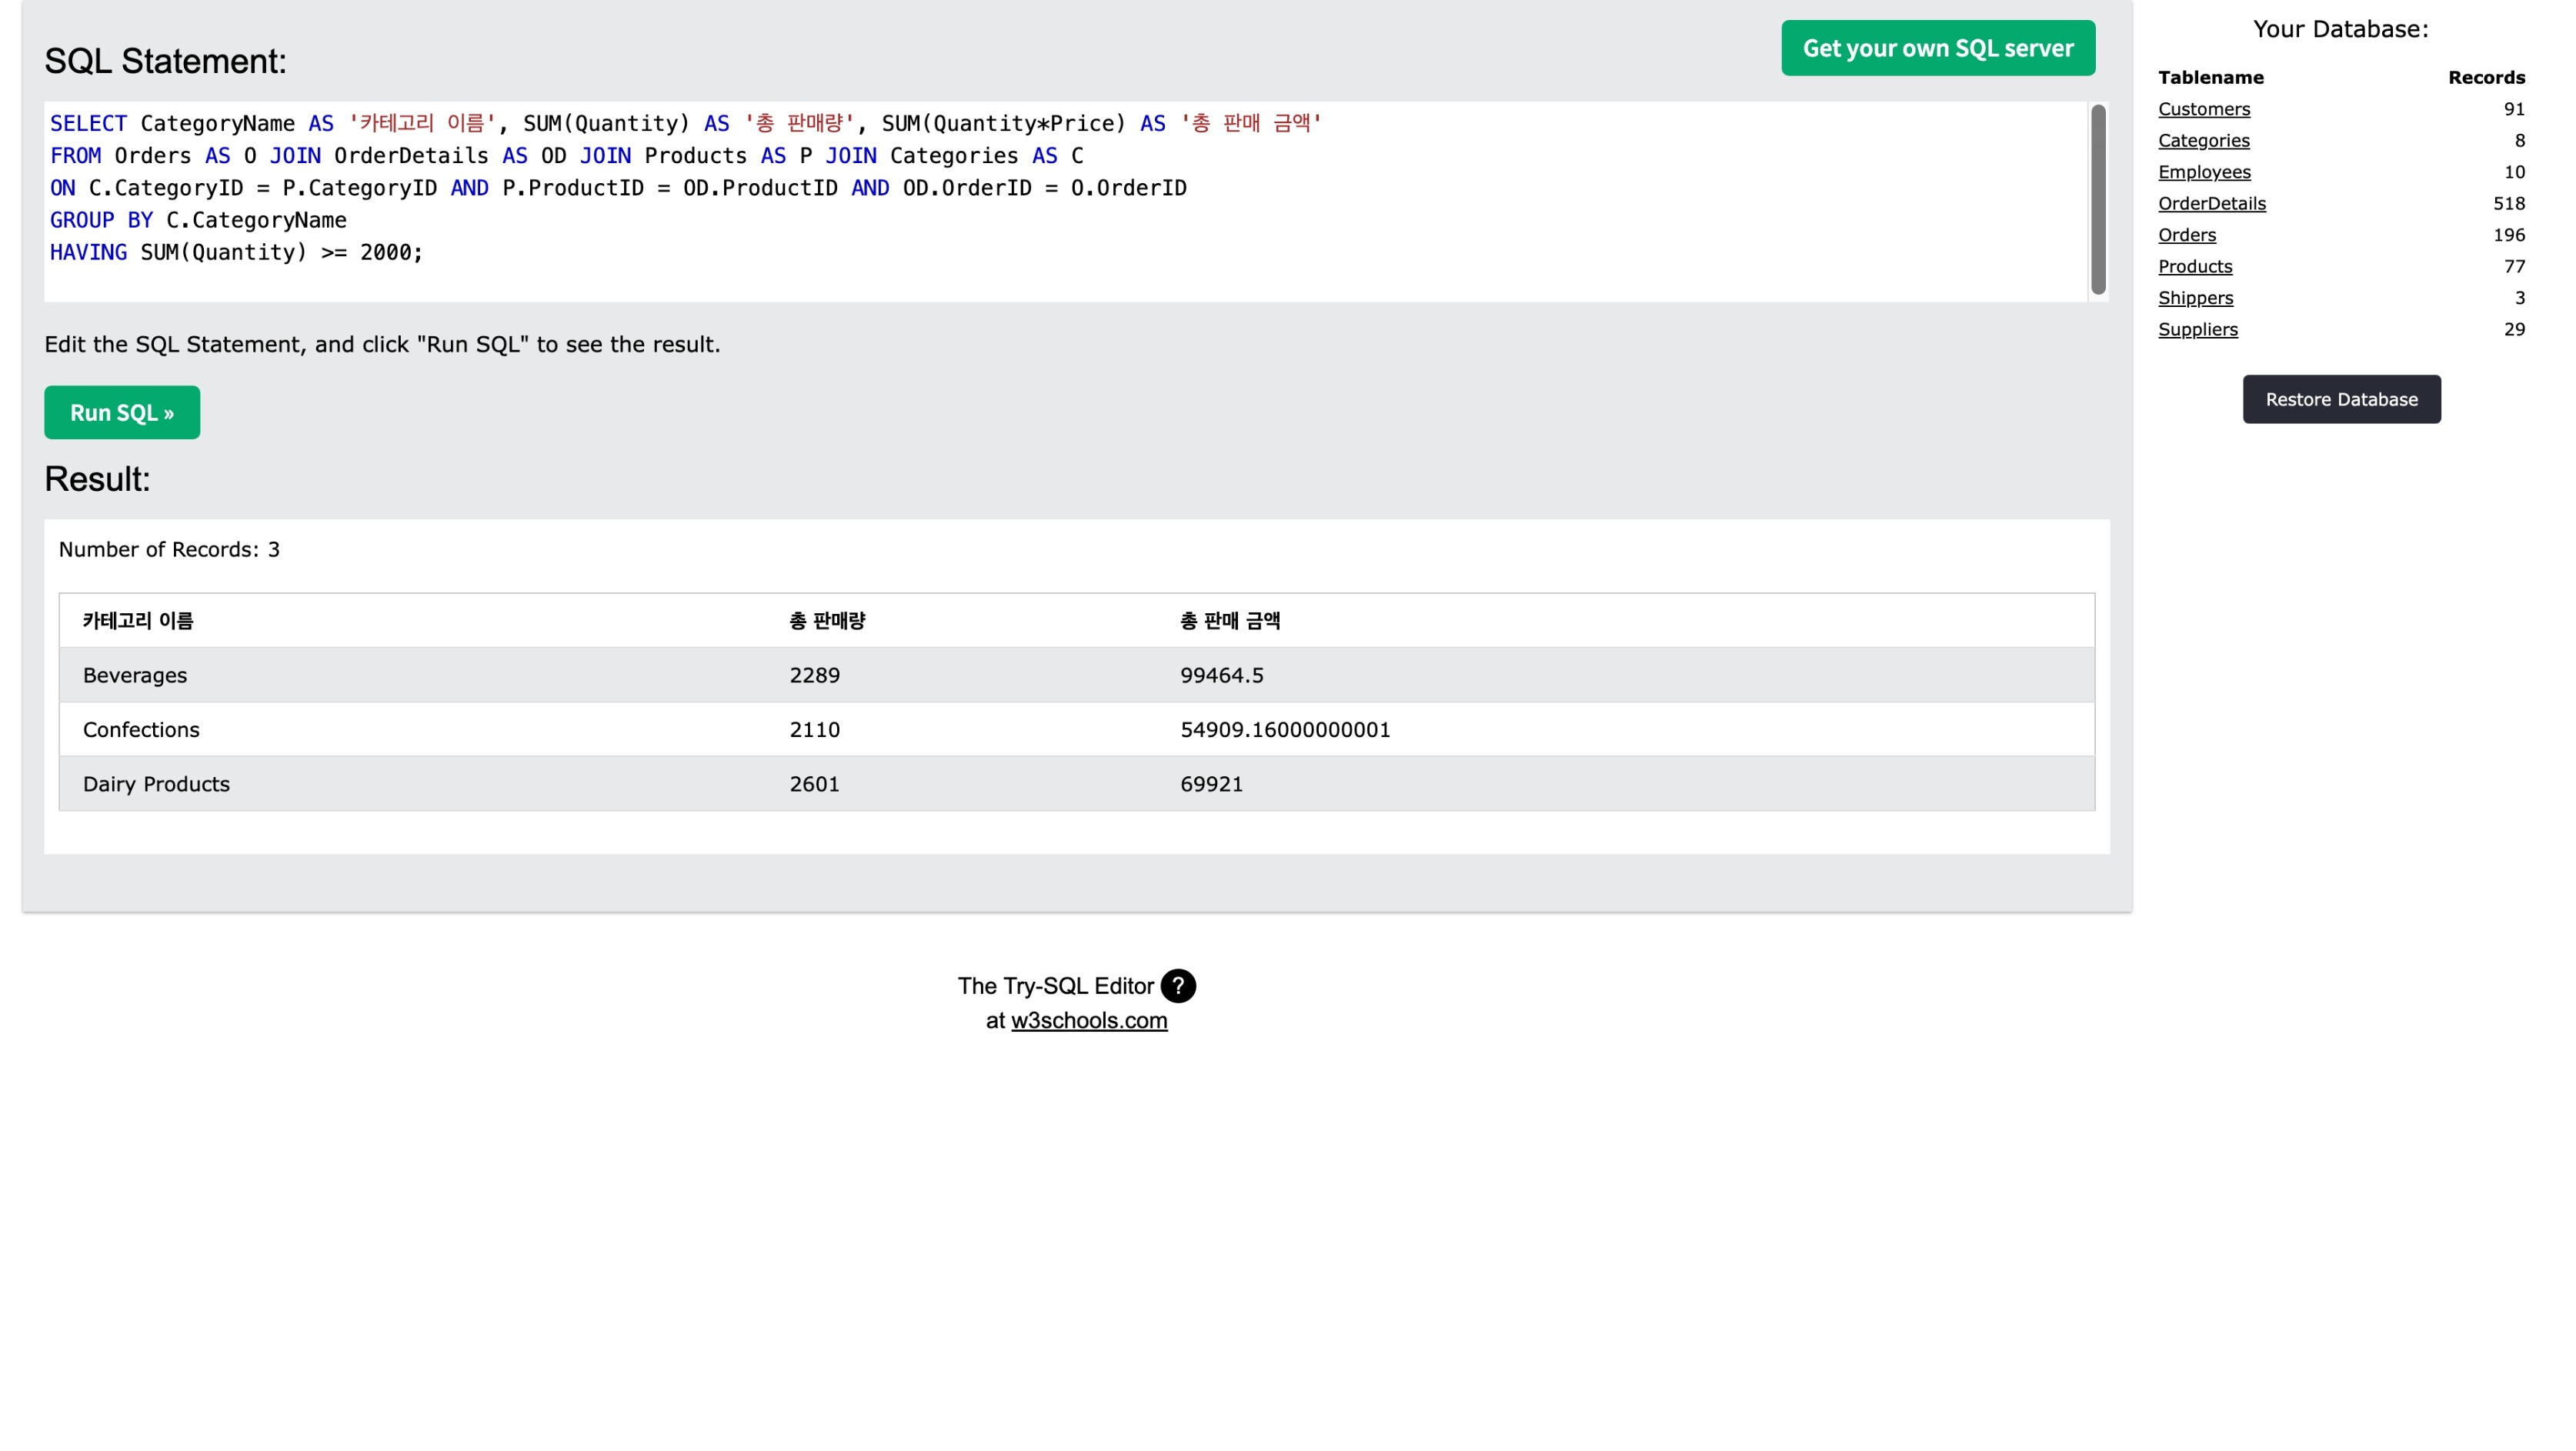 SQL Statement:
Get your own SQL server
SELECT CategoryName AS '카테고리 이름', SUM(Quantity) AS '총 판매량', SUM(Quantity*Price) AS '총 판매 금액'
FROM Orders AS O JOIN OrderDetails AS OD JOIN Products AS P JOIN Categories AS C
ON C.CategoryID = P.CategoryID AND P.ProductID = OD.ProductID AND OD.OrderID = O.OrderID
GROUP BY C.CategoryName
HAVING SUM(Quantity) >= 2000;
Edit the SQL Statement, and click "Run SQL" to see the result.
Run SQL »
Result:
Number of Records: 3
카테고리 이름 총 판매량 총 판매 금액
Beverages 2289 99464.5
Confections 2110 54909.16000000001
Dairy Products 2601 69921
The Try-SQL Editor ?
at w3schools.com
Your Database:
Tablename Records
Customers 91
Categories 8
Employees 10
OrderDetails 518
Orders 196
Products 77
Shippers 3
Suppliers 29
Restore Database